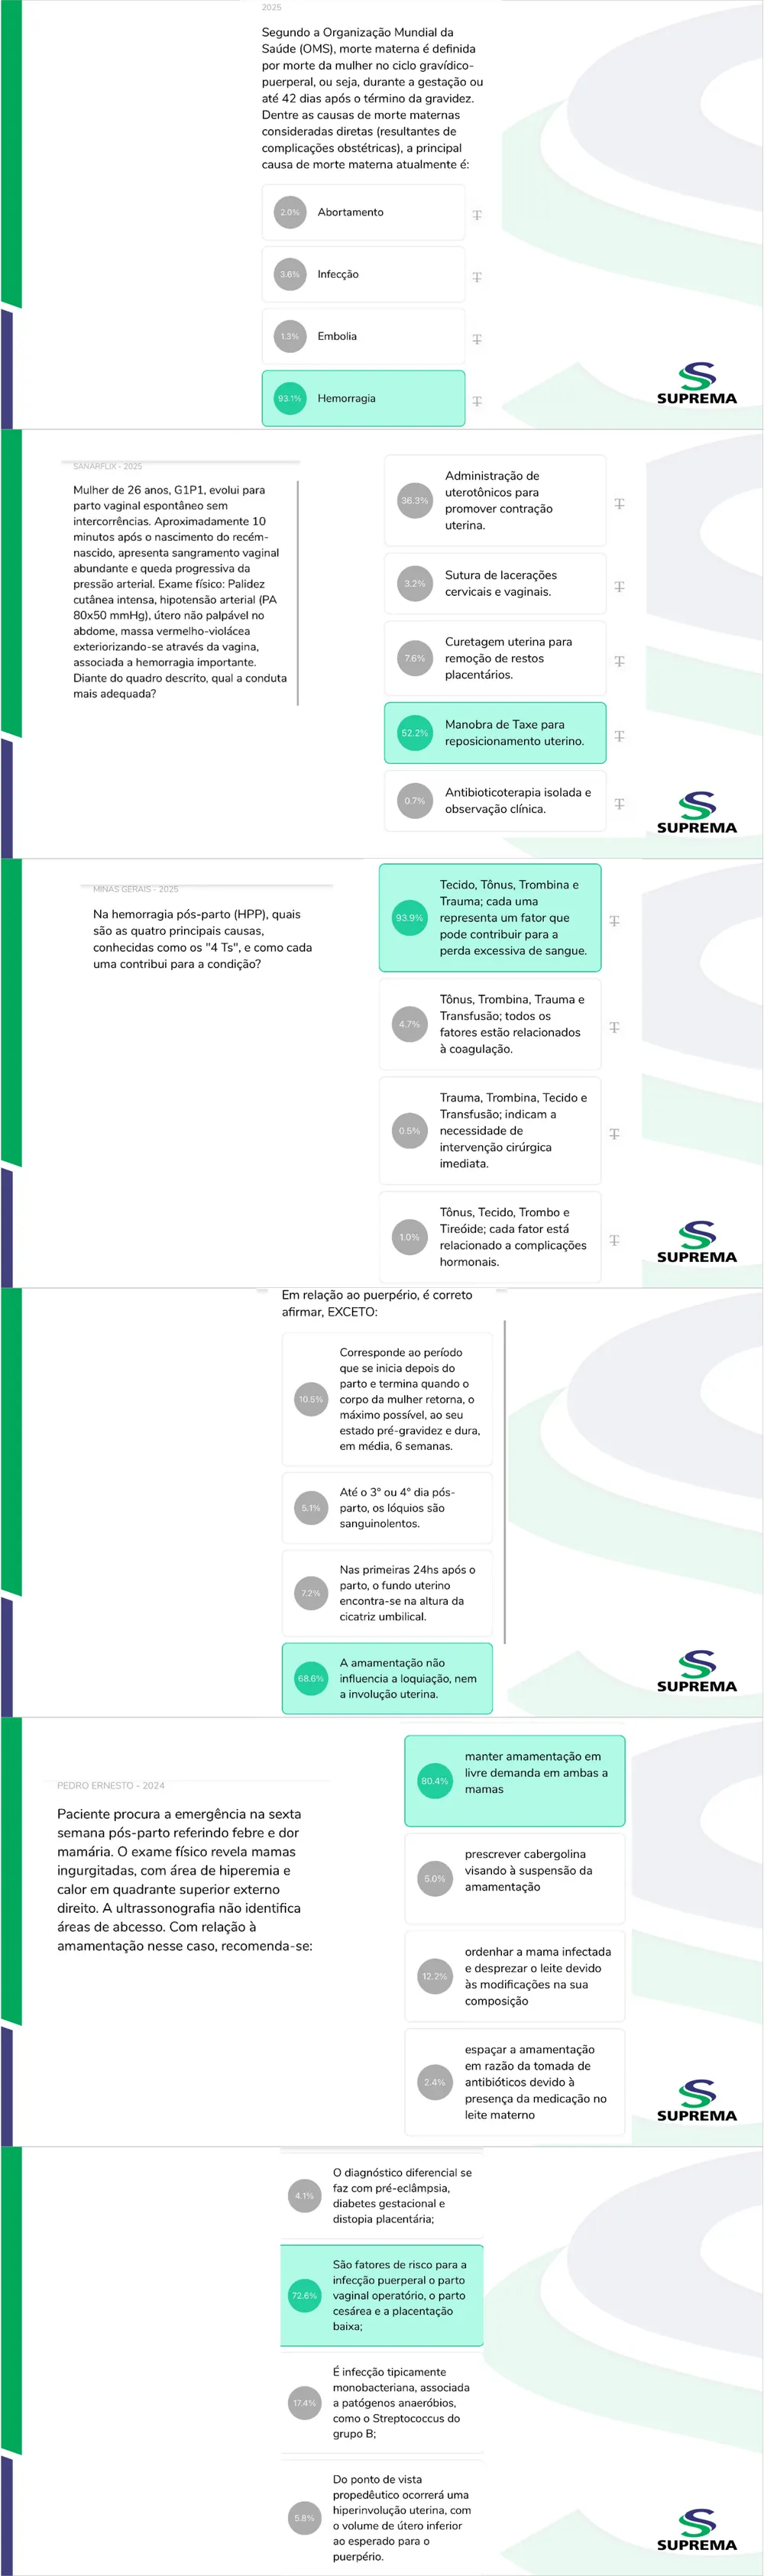 2025
Segundo a Organização Mundial da
Saúde (OMS), morte materna é definida
por morte da mulher no ciclo gravídico-
puerperal, ou seja, durante a gestação ou
até 42 dias após o término da gravidez.
Dentre as causas de morte maternas
consideradas diretas (resultantes de
complicações obstétricas), a principal
causa de morte materna atualmente é:
2.0% Abortamento
3.6% Infecção
1.3% Embolia
93.1% Hemorragia
SUPREMA
SANARFLIX - 2025
Mulher de 26 anos, G1P1, evolui para
parto vaginal espontâneo sem
intercorrências. Aproximadamente 10
minutos após o nascimento do recém-
nascido, apresenta sangramento vaginal
abundante e queda progressiva da
pressão arterial. Exame físico: Palidez
cutânea intensa, hipotensão arterial (PA
80x50 mmHg), útero não palpável no
abdome, massa vermelho-violácea
exteriorizando-se através da vagina,
associada a hemorragia importante.
Diante do quadro descrito, qual a conduta
mais adequada?
36.3%
Administração de
uterotônicos para
promover contração
uterina.
3.2%
Sutura de lacerações
cervicais e vaginais.
7.6%
Curetagem uterina para
remoção de restos
placentários.
52.2%
Manobra de Taxe para
reposicionamento uterino.
0.7%
Antibioticoterapia isolada e
observação clínica.
SUPREMA
MINAS GERAIS - 2025
Na hemorragia pós-parto (HPP), quais
são as quatro principais causas,
conhecidas como os "4 Ts", e como cada
uma contribui para a condição?
93.9%
Tecido, Tônus, Trombina e
Trauma; cada uma
representa um fator que
pode contribuir para a
perda excessiva de sangue.
4.7%
Tônus, Trombina, Trauma e
Transfusão; todos os
fatores estão relacionados
à coagulação.
0.5%
Trauma, Trombina, Tecido e
Transfusão; indicam a
necessidade de
intervenção cirúrgica
imediata.
1.0%
Tônus, Tecido, Trombo e
Tireóide; cada fator está
relacionado a complicações
hormonais.
SUPREMA
Em relação ao puerpério, é correto
afirmar, EXCETO:
10.5%
Corresponde ao período
que se inicia depois do
parto e termina quando o
corpo da mulher retorna, o
máximo possível, ao seu
estado pré-gravidez e dura,
em média, 6 semanas.
5.1%
Até o 3° ou 4° dia pós-
parto, os lóquios são
sanguinolentos.
7.2%
Nas primeiras 24hs após o
parto, o fundo uterino
encontra-se na altura da
cicatriz umbilical.
68.6%
A amamentação não
influencia a loquiação, nem
a involução uterina.
SUPREMA
PEDRO ERNESTO - 2024
Paciente procura a emergência na sexta
semana pós-parto referindo febre e dor
mamária. O exame físico revela mamas
ingurgitadas, com área de hiperemia e
calor em quadrante superior externo
direito. A ultrassonografia não identifica
áreas de abcesso. Com relação à
amamentação nesse caso, recomenda-se:
80.4%
manter amamentação em
livre demanda em ambas a
mamas
5.0%
prescrever cabergolina
visando à suspensão da
amamentação
12.2%
ordenhar a mama infectada
e desprezar o leite devido
às modificações na sua
composição
2.4%
espaçar a amamentação
em razão da tomada de
antibióticos devido à
presença da medicação no
leite materno
SUPREMA
4.1%
O diagnóstico diferencial se
faz com pré-eclâmpsia,
diabetes gestacional e
distopia placentária;
72.6%
São fatores de risco para a
infecção puerperal o parto
vaginal operatório, o parto
cesárea e a placentação
baixa;
17.4%
É infecção tipicamente
monobacteriana, associada
a patógenos anaeróbios,
como o Streptococcus do
grupo B;
5.8%
Do ponto de vista
propedêutico ocorrerá uma
hiperinvolução uterina, com
o volume de útero inferior
ao esperado para o
puerpério.
SUPREMA